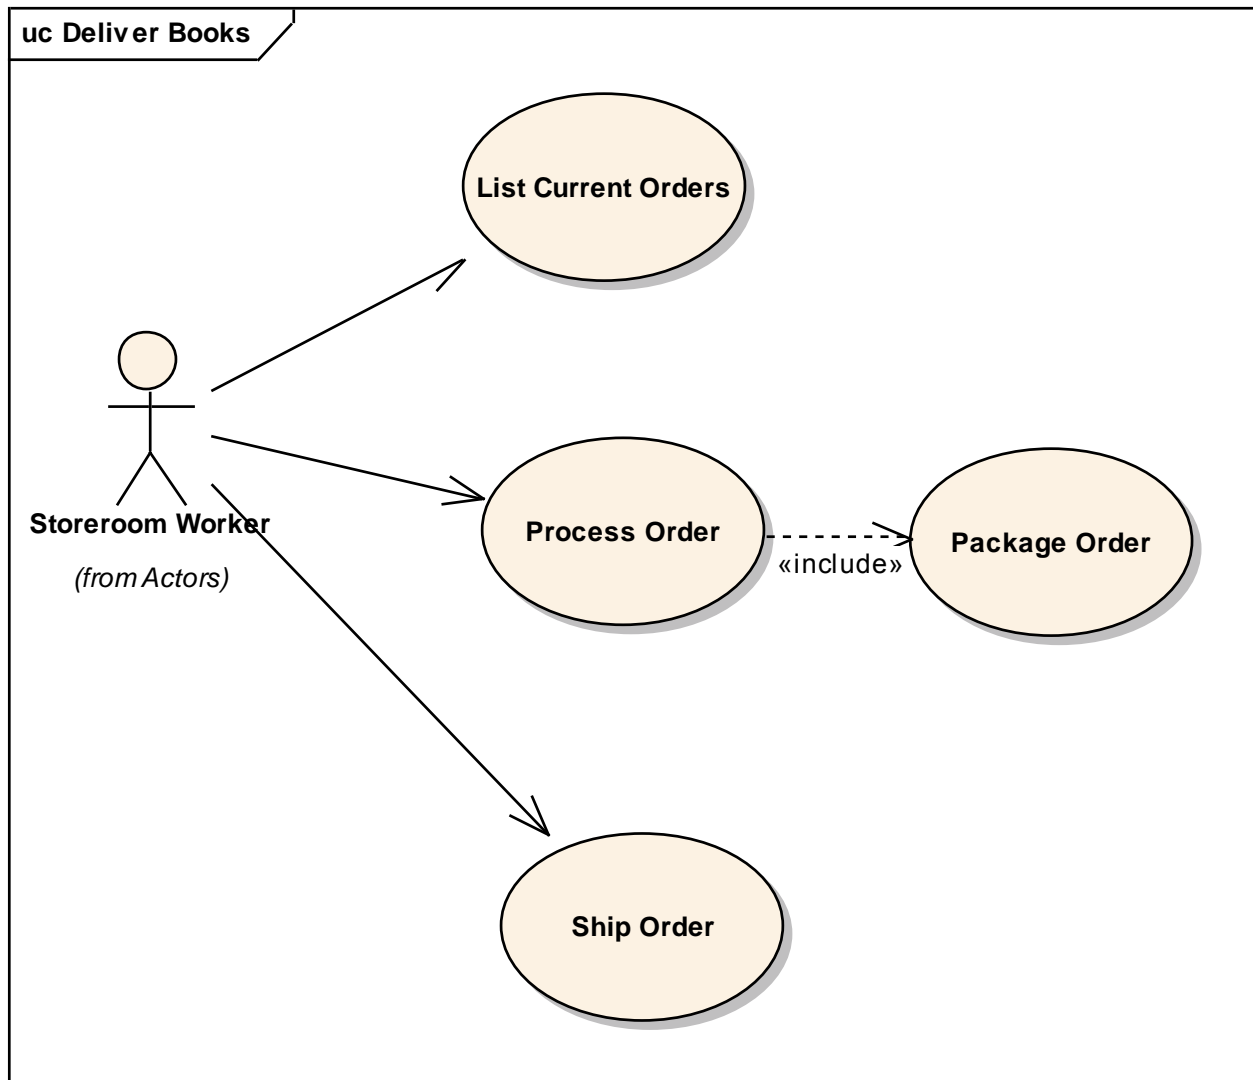 uc Deliver Books
List Current Orders
Storeroom Worker
(from Actors)
Process Order
«include»
Package Order
Ship Order